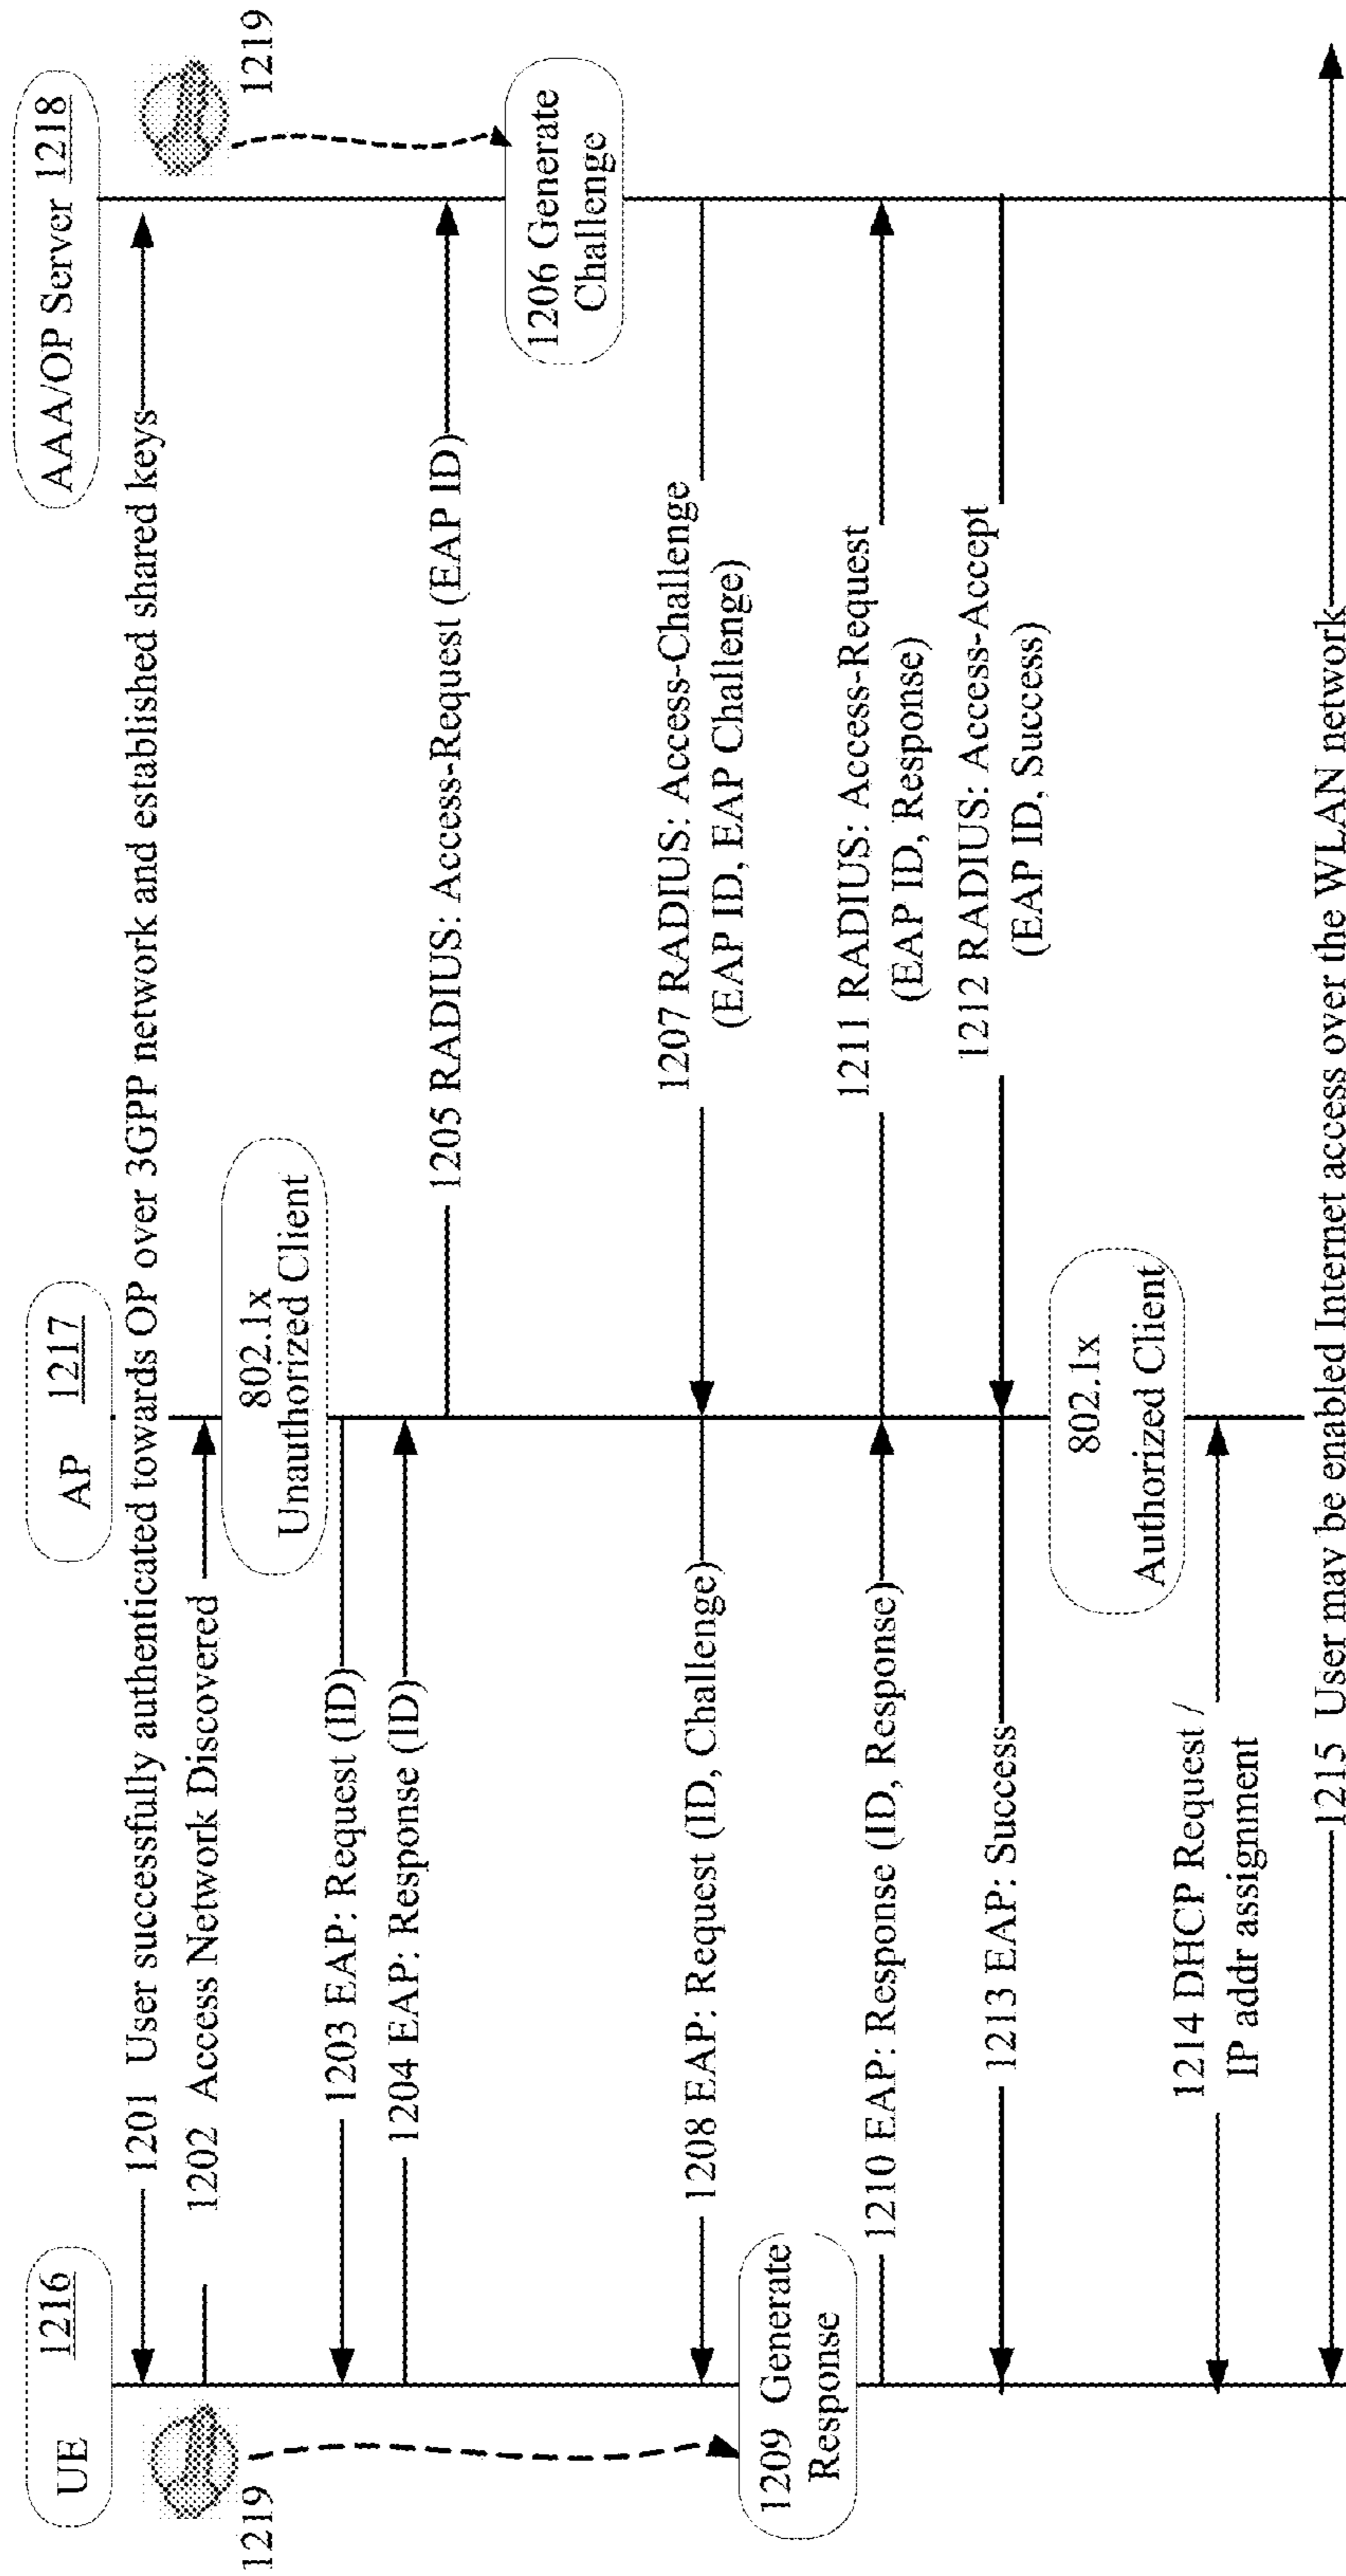 UE 1216
AP 1217
AAA/OP Server 1218
1219
1219
1201 User successfully authenticated towards OP over 3GPP network and established shared keys
1202 Access Network Discovered
802.1x
Unauthorized Client
1203 EAP: Request (ID)
1204 EAP: Response (ID)
1205 RADIUS: Access-Request (EAP ID)
1206 Generate
Challenge
1207 RADIUS: Access-Challenge
(EAP ID, EAP Challenge)
1208 EAP: Request (ID, Challenge)
1209 Generate
Response
1210 EAP: Response (ID, Response)
1211 RADIUS: Access-Request
(EAP ID, Response)
1212 RADIUS: Access-Accept
(EAP ID, Success)
1213 EAP: Success
802.1x
Authorized Client
1214 DHCP Request /
IP addr assignment
1215 User may be enabled Internet access over the WLAN network